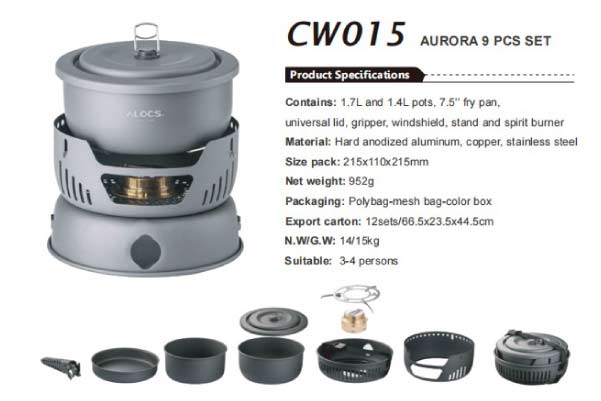 CW015 AURORA 9 PCS SET
Product Specifications
Contains: 1.7L and 1.4L pots, 7.5'' fry pan,
universal lid, gripper, windshield, stand and spirit burner
Material: Hard anodized aluminum, copper, stainless steel
Size pack: 215x110x215mm
Net weight: 952g
Packaging: Polybag-mesh bag-color box
Export carton: 12sets/66.5x23.5x44.5cm
N.W/G.W: 14/15kg
Suitable: 3-4 persons
ALOCS